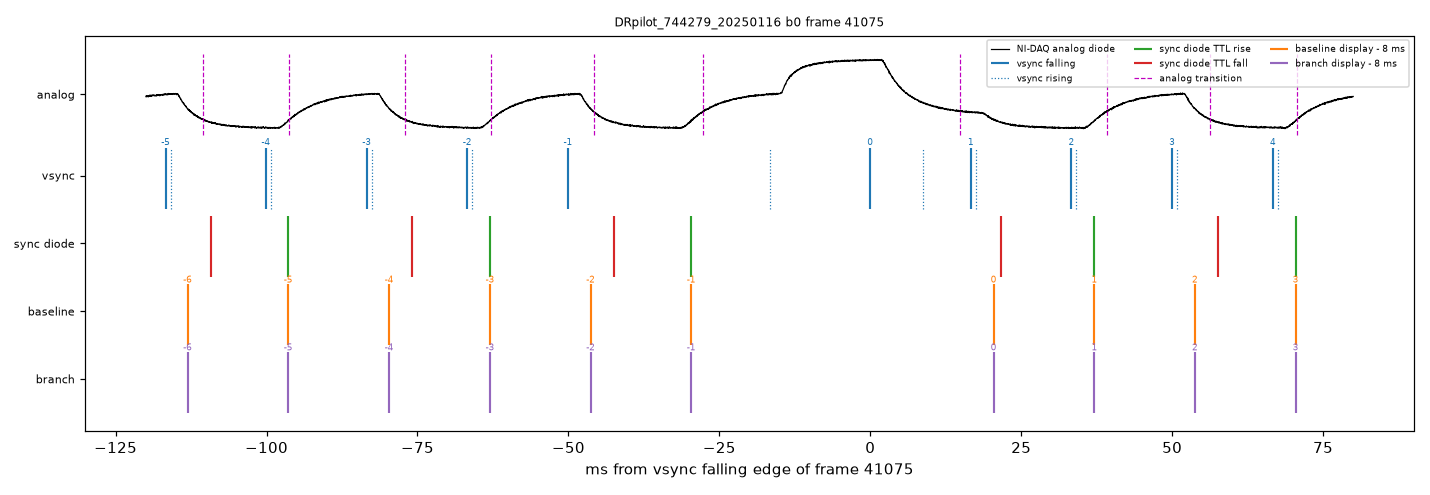 DRpilot_744279_20250116 b0 frame 41075
NI-DAQ analog diode
vsync falling
vsync rising
sync diode TTL rise
sync diode TTL fall
analog transition
baseline display - 8 ms
branch display - 8 ms
analog
-5 -4 -3 -2 -1 0 1 2 3 4
vsync
sync diode
-6 -5 -4 -3 -2 -1 0 1 2 3
baseline
-6 -5 -4 -3 -2 -1 0 1 2 3
branch
−125 −100 −75 −50 −25 0 25 50 75
ms from vsync falling edge of frame 41075